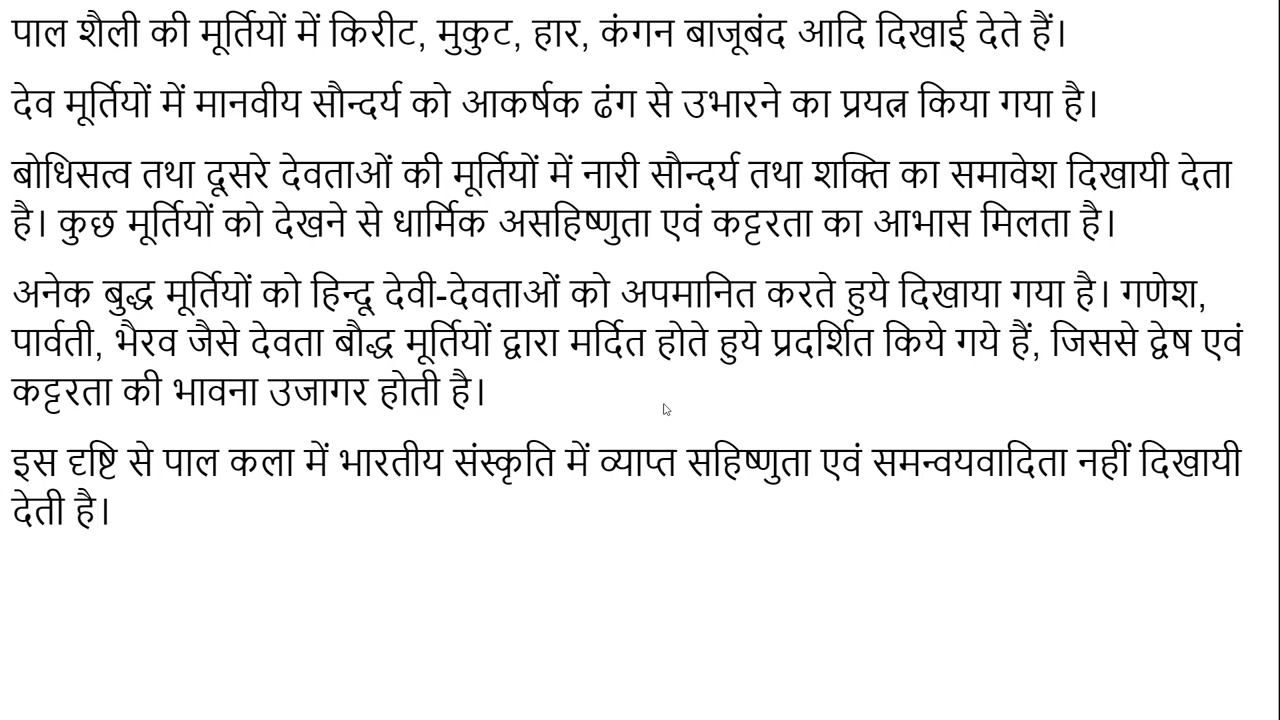 पाल शैली की मूर्तियों में किरीट, मुकुट, हार, कंगन बाजूबंद आदि दिखाई देते हैं।
देव मूर्तियों में मानवीय सौन्दर्य को आकर्षक ढंग से उभारने का प्रयत्न किया गया है।
बोधिसत्व तथा दूसरे देवताओं की मूर्तियों में नारी सौन्दर्य तथा शक्ति का समावेश दिखायी देता
है। कुछ मूर्तियों को देखने से धार्मिक असहिष्णुता एवं कट्टरता का आभास मिलता है।
अनेक बुद्ध मूर्तियों को हिन्दू देवी-देवताओं को अपमानित करते हुये दिखाया गया है। गणेश,
पार्वती, भैरव जैसे देवता बौद्ध मूर्तियों द्वारा मर्दित होते हुये प्रदर्शित किये गये हैं, जिससे द्वेष एवं
कट्टरता की भावना उजागर होती है।
इस दृष्टि से पाल कला में भारतीय संस्कृति में व्याप्त सहिष्णुता एवं समन्वयवादिता नहीं दिखायी
देती है।